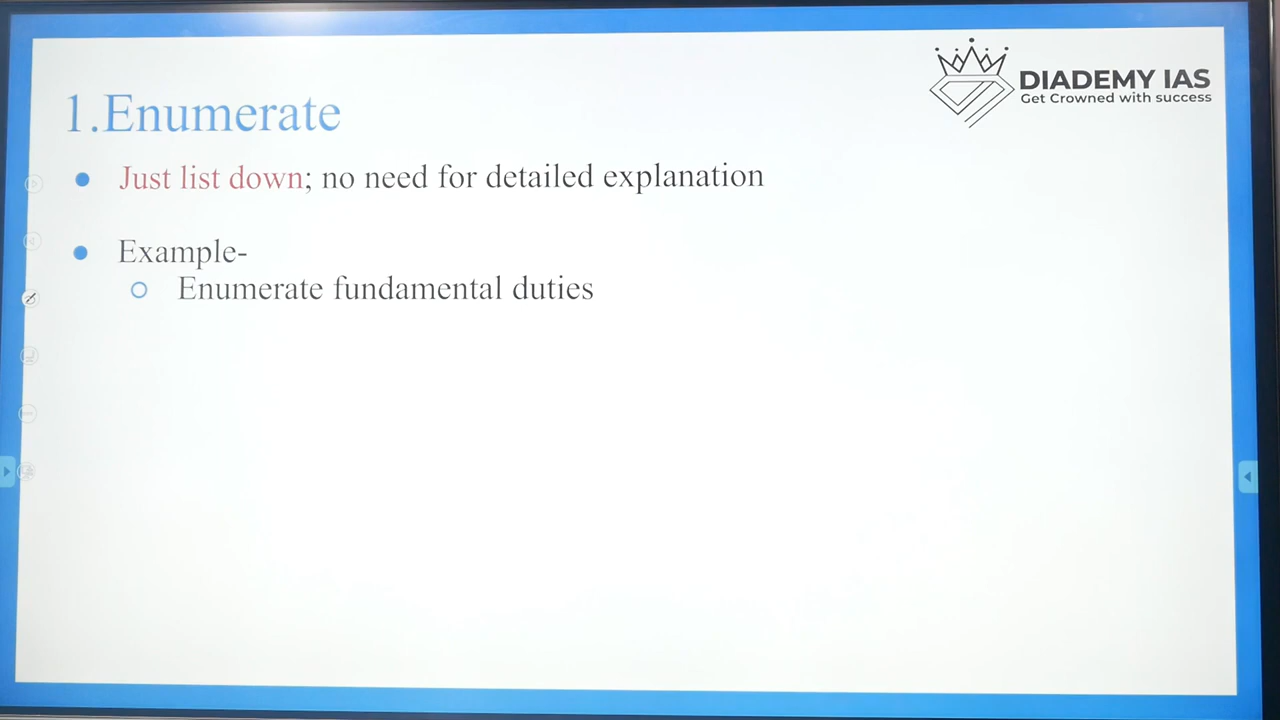 DIADEMY IAS
Get Crowned with success
1.Enumerate
Just list down; no need for detailed explanation
Example-
Enumerate fundamental duties